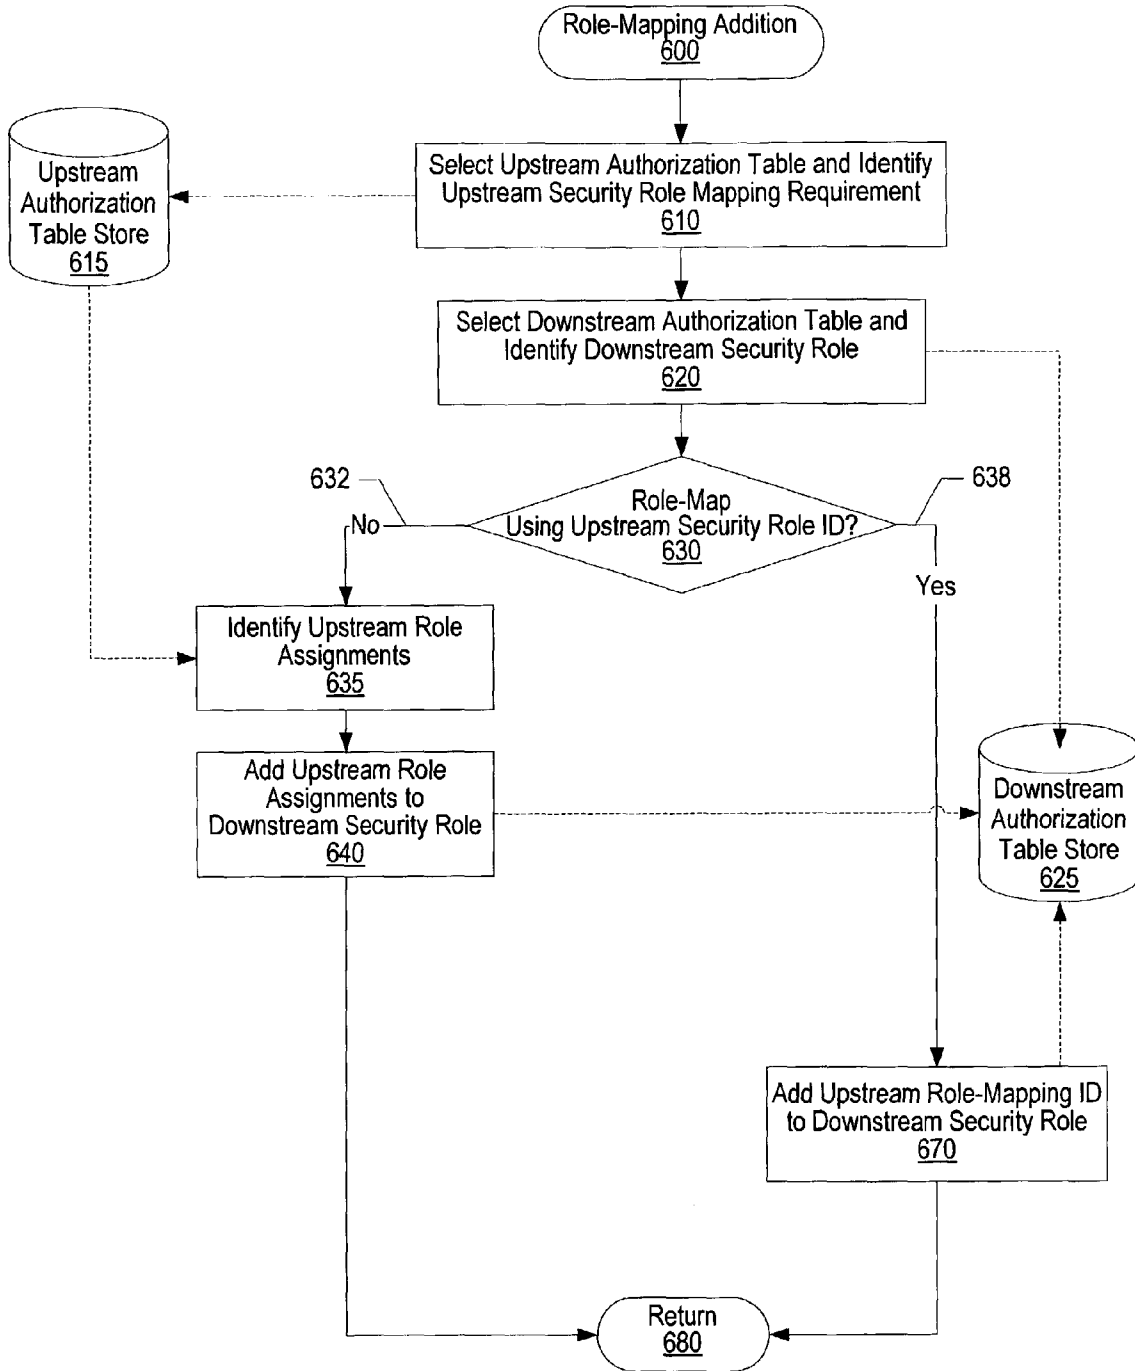 Role-Mapping Addition
600
Upstream
Authorization
Table Store
615
Select Upstream Authorization Table and Identify
Upstream Security Role Mapping Requirement
610
Select Downstream Authorization Table and
Identify Downstream Security Role
620
632
638
Role-Map
Using Upstream Security Role ID?
630
No
Yes
Identify Upstream Role
Assignments
635
Add Upstream Role
Assignments to
Downstream Security Role
640
Downstream
Authorization
Table Store
625
Add Upstream Role-Mapping ID
to Downstream Security Role
670
Return
680